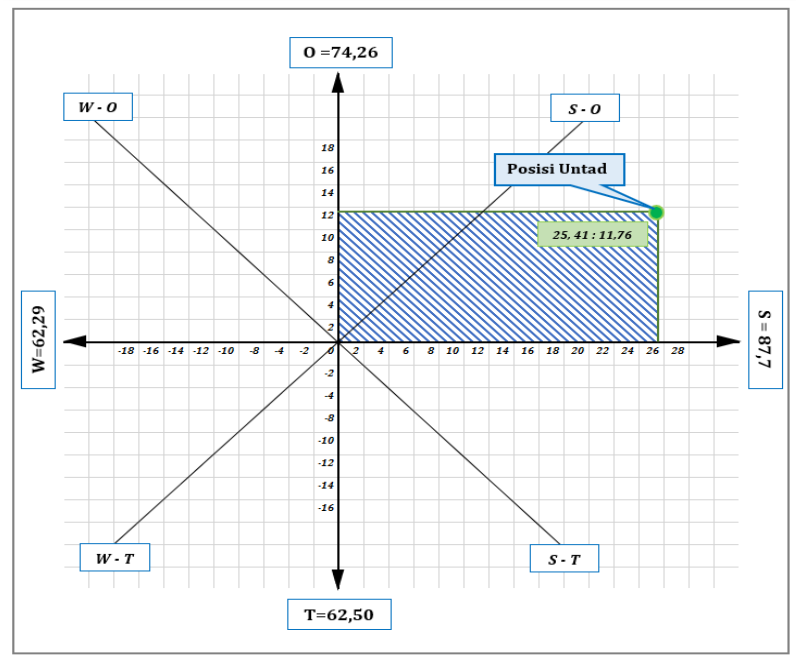 O =74,26
W - O
S - O
Posisi Untad
18
16
14
12
10
8
6
4
2
25, 41 : 11,76
W=62,29
S = 87,7
-18 -16 -14 -12 -10 -8 -4 -2 0 2 4 6 8 10 12 14 16 18 20 22 24 26 28
-2
-4
-8
-10
-12
-14
-16
W - T
S - T
T=62,50